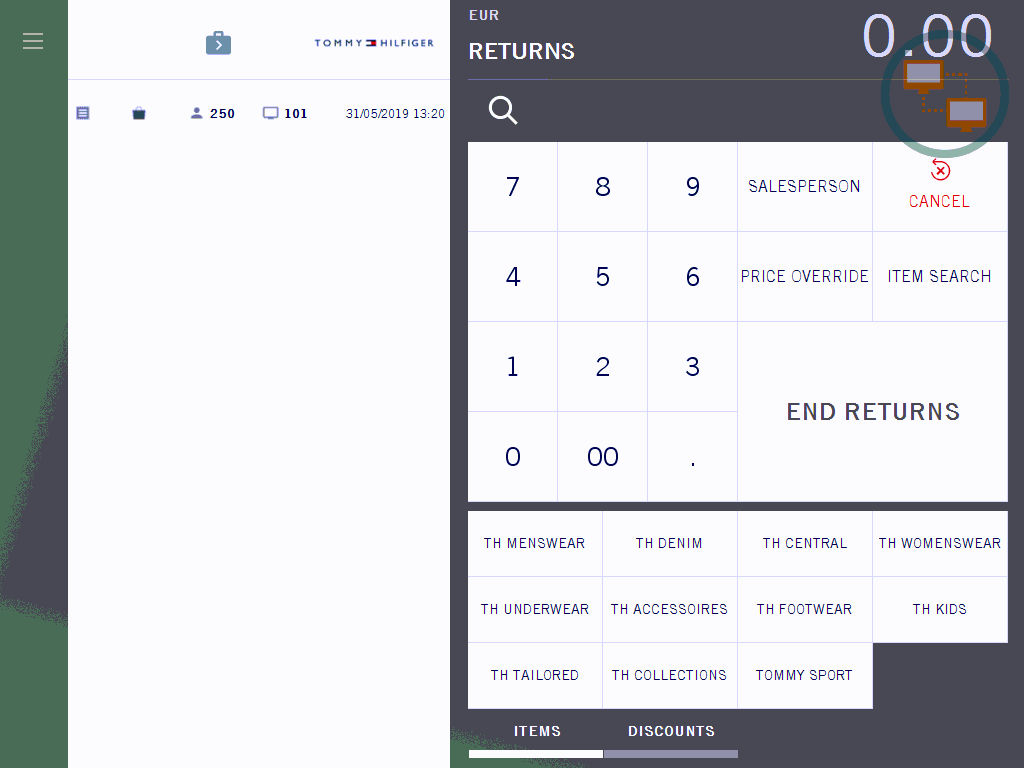 TOMMY HILFIGER
250
101
31/05/2019 13:20
EUR
0.00
RETURNS
7
8
9
SALESPERSON
CANCEL
4
5
6
PRICE OVERRIDE
ITEM SEARCH
1
2
3
END RETURNS
0
00
.
TH MENSWEAR
TH DENIM
TH CENTRAL
TH WOMENSWEAR
TH UNDERWEAR
TH ACCESSOIRES
TH FOOTWEAR
TH KIDS
TH TAILORED
TH COLLECTIONS
TOMMY SPORT
ITEMS
DISCOUNTS